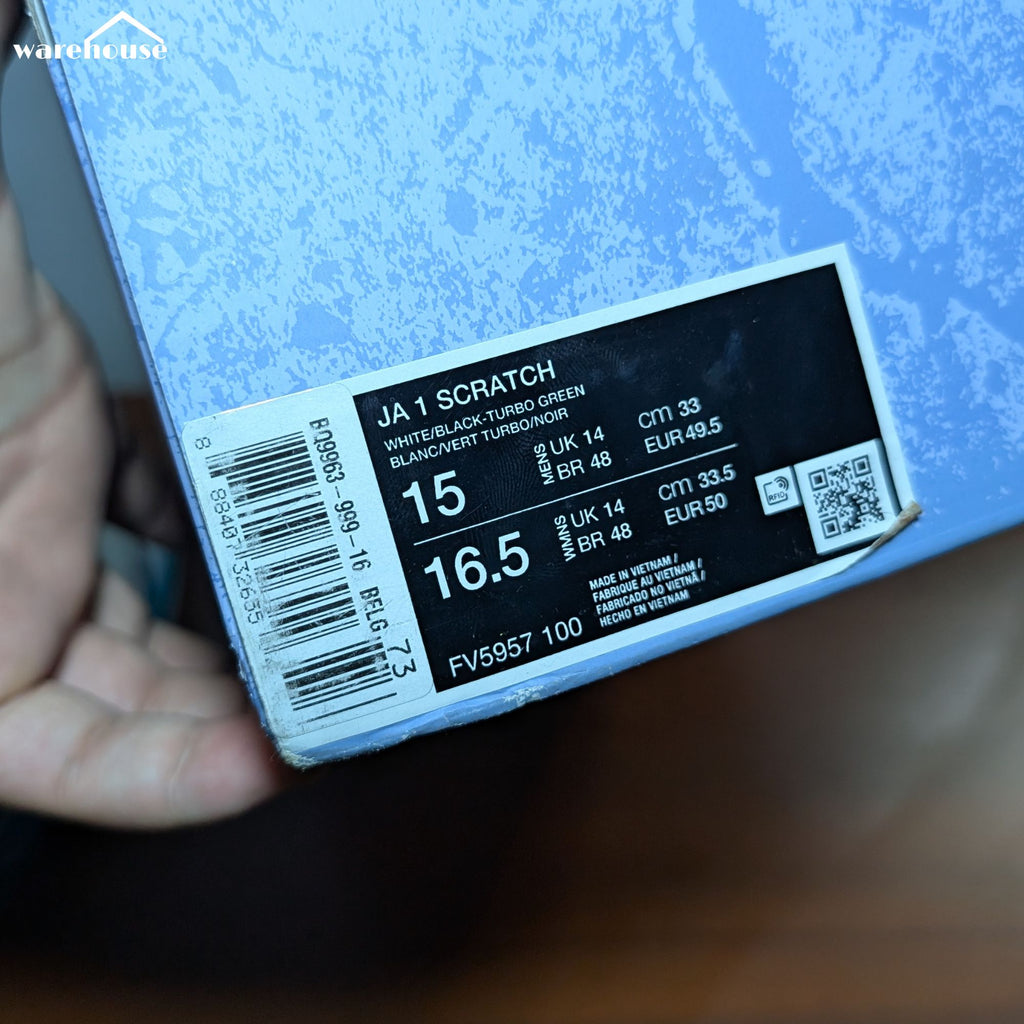 warehouse
JA 1 SCRATCH
WHITE/BLACK-TURBO GREEN
BLANC/VERT TURBO/NOIR
15
MENS
UK 14
BR 48
cm 33
EUR 49.5
16.5
WMNS
UK 14
BR 48
cm 33.5
EUR 50
RFID
MADE IN VIETNAM /
FABRIQUE AU VIETNAM /
FABRICADO NO VIETNÃ /
HECHO EN VIETNAM
FV5957 100
BQ9963-999-16 BELG
73
8 88407 32655